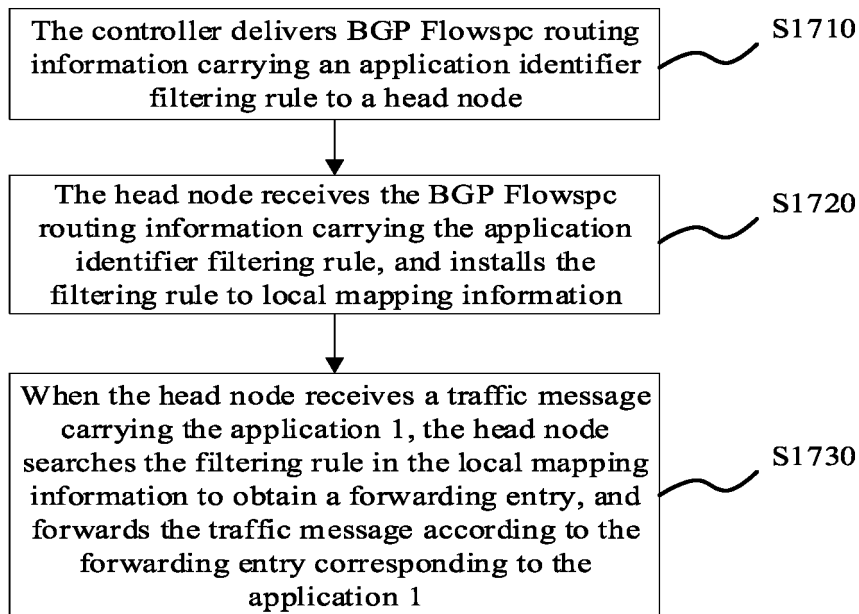 The controller delivers BGP Flowspc routing
information carrying an application identifier
filtering rule to a head node
S1710
The head node receives the BGP Flowspc
routing information carrying the application
identifier filtering rule, and installs the
filtering rule to local mapping information
S1720
When the head node receives a traffic message
carrying the application 1, the head node
searches the filtering rule in the local mapping
information to obtain a forwarding entry, and
forwards the traffic message according to the
forwarding entry corresponding to the
application 1
S1730